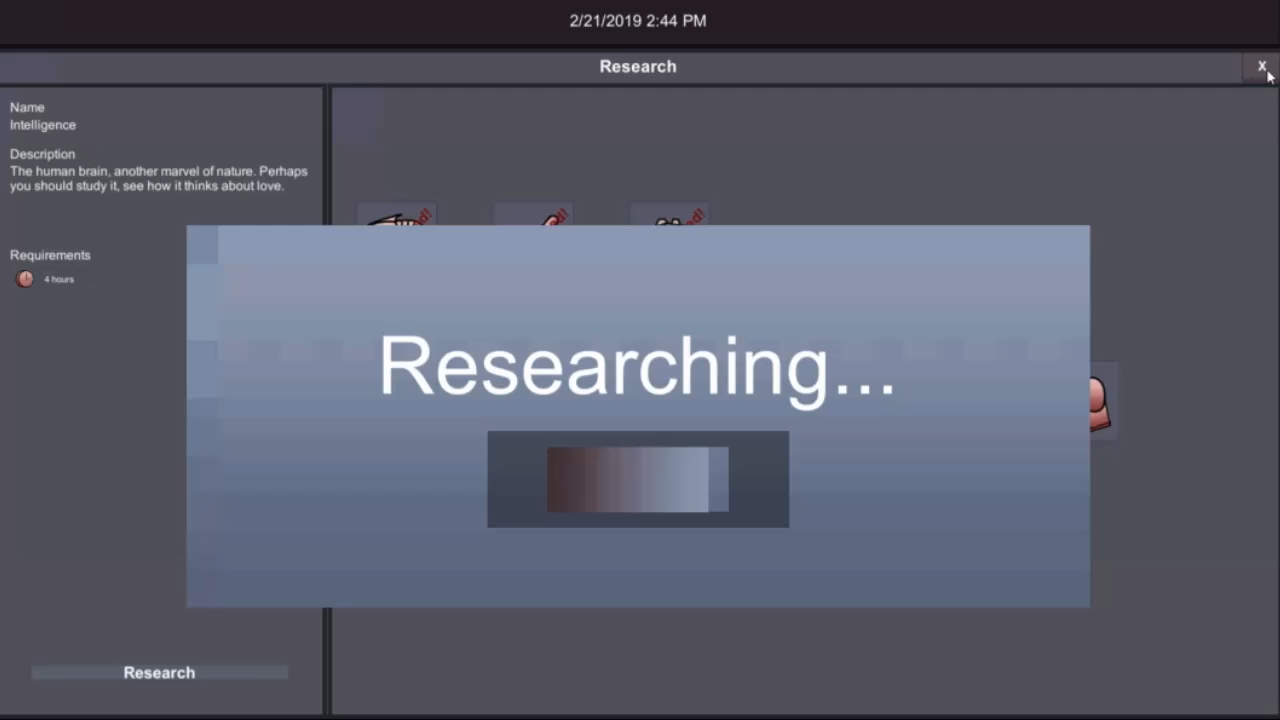 2/21/2019 2:44 PM
Research
X
Name
Intelligence
Description
The human brain, another marvel of nature. Perhaps
you should study it, see how it thinks about love.
Requirements
4 hours
Researching...
Research